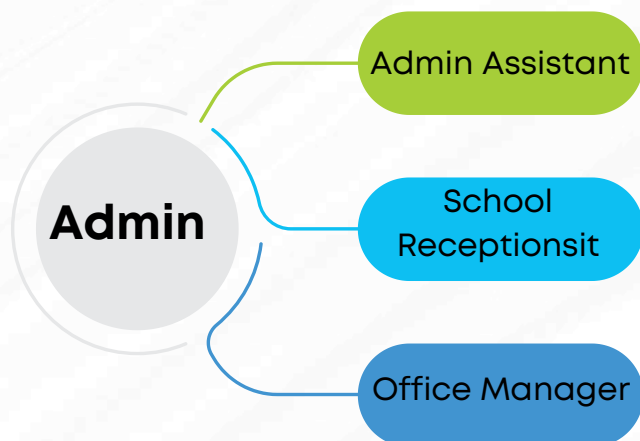 Admin Assistant
Admin
School
Receptionsit
Office Manager